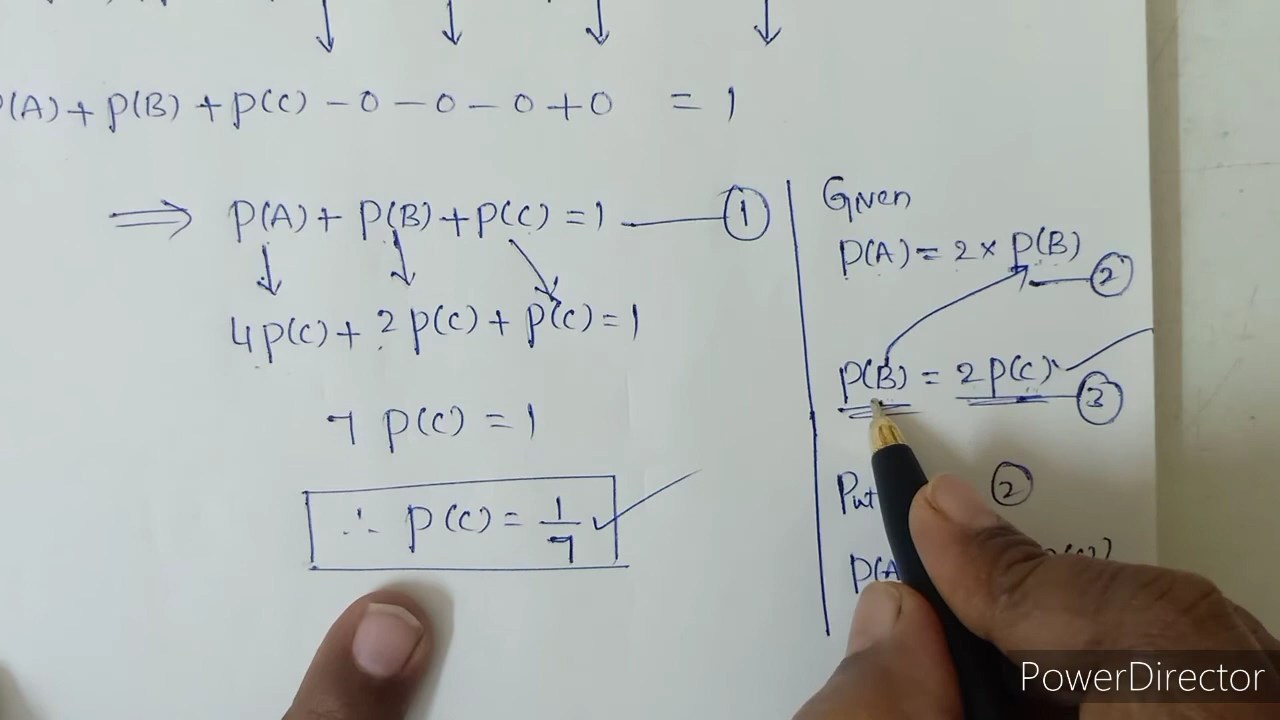 P(A) + P(B) + P(C) - 0 - 0 - 0 + 0 = 1
⟹ P(A) + P(B) + P(C) = 1 — ①
4P(C) + 2P(C) + P(C) = 1
7 P(C) = 1
∴ P(C) = 1/7 ✓
Given
P(A) = 2 × P(B) — ②
P(B) = 2P(C) — ③
Put ②
P(A
PowerDirector